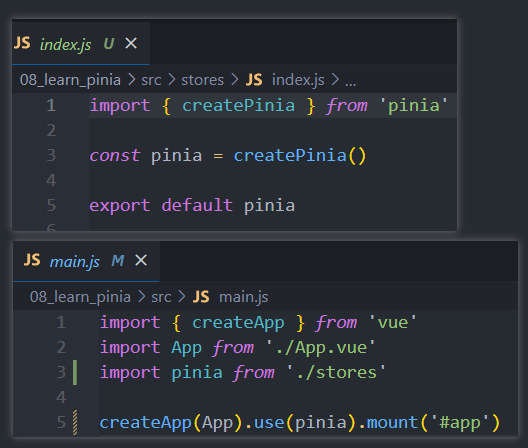 JS index.js U ×
08_learn_pinia > src > stores > JS index.js > ...
1 import { createPinia } from 'pinia'
2
3 const pinia = createPinia()
4
5 export default pinia
6
JS main.js M ×
08_learn_pinia > src > JS main.js
1 import { createApp } from 'vue'
2 import App from './App.vue'
3 import pinia from './stores'
4
5 createApp(App).use(pinia).mount('#app')